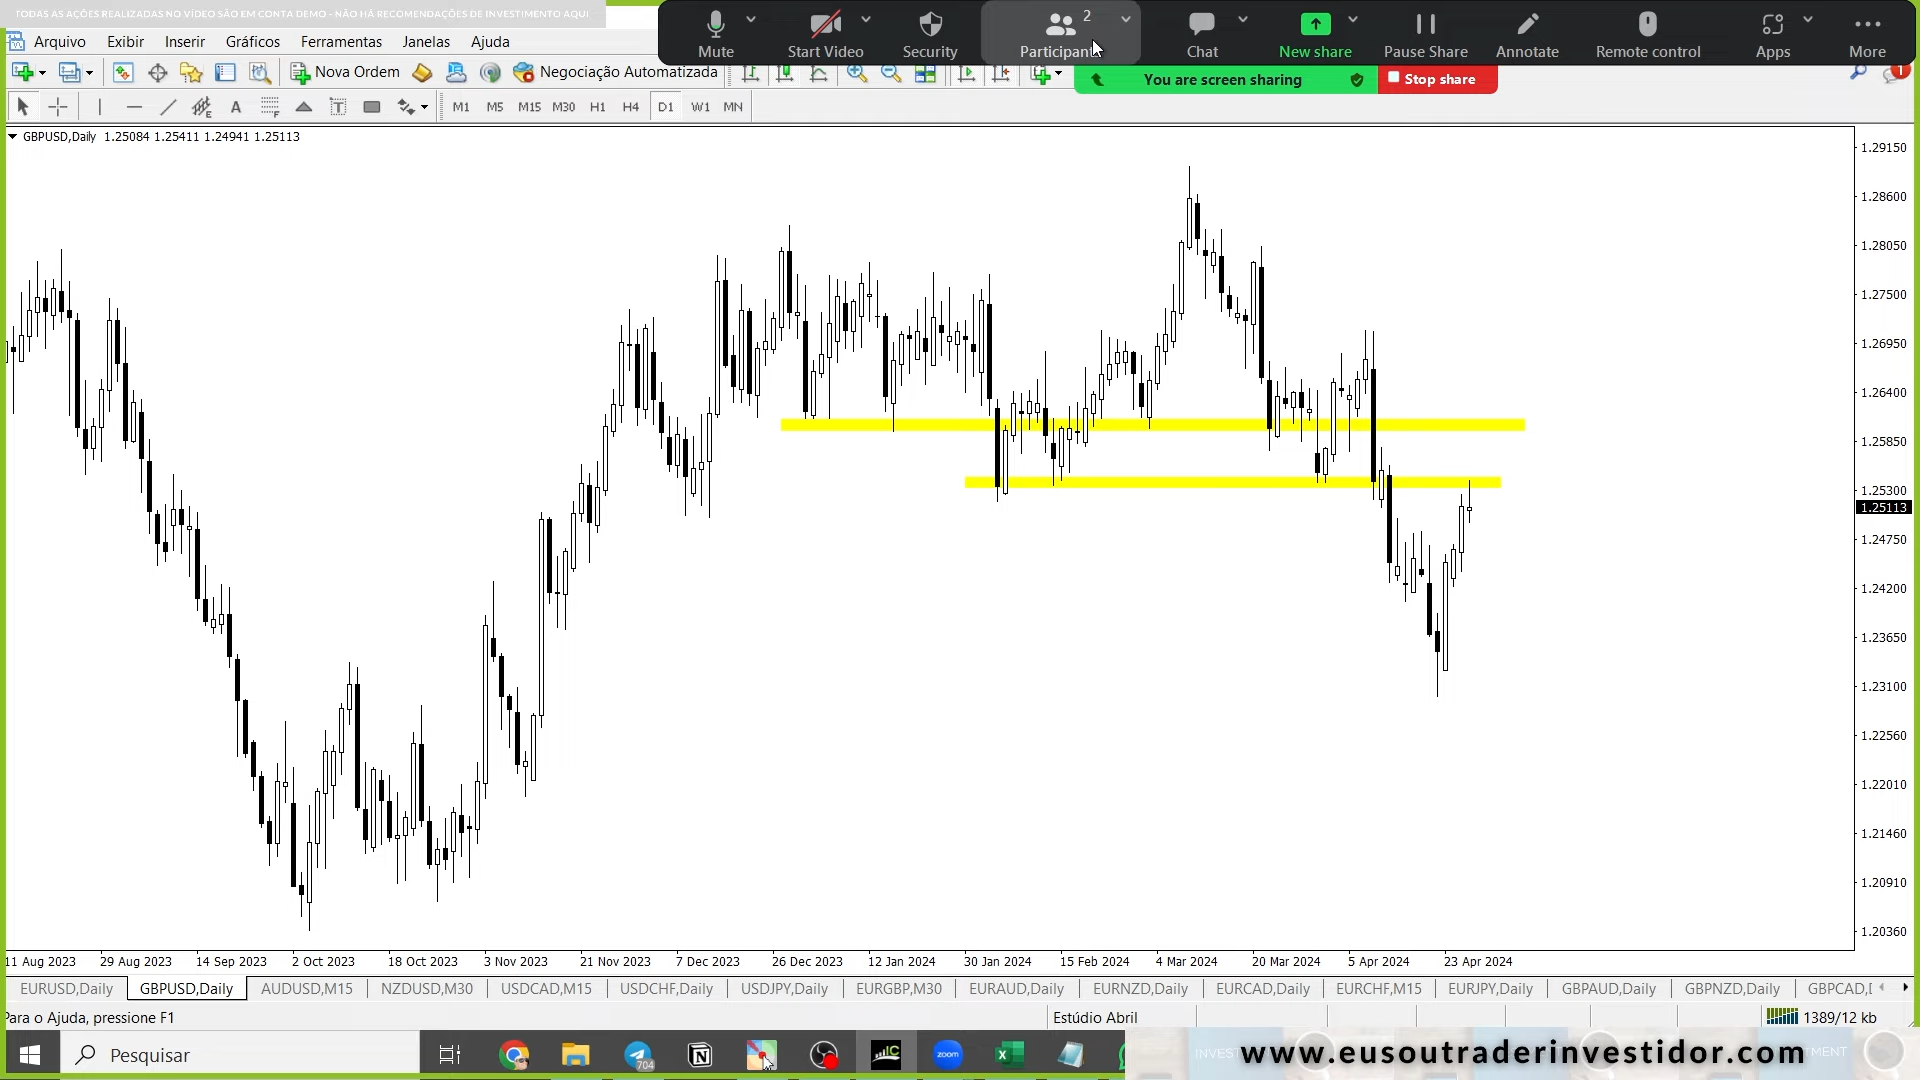 TODAS AS AÇÕES REALIZADAS NO VÍDEO SÃO EM CONTA DEMO - NÃO HÁ RECOMENDAÇÕES DE INVESTIMENTO AQUI
Mute Start Video Security Participants 2 Chat New share Pause Share Annotate Remote control Apps More
You are screen sharing Stop share
Arquivo Exibir Inserir Gráficos Ferramentas Janelas Ajuda
Nova Ordem Negociação Automatizada 1
A T F E M1 M5 M15 M30 H1 H4 D1 W1 MN
GBPUSD,Daily 1.25084 1.25411 1.24941 1.25113
1.29150
1.28600
1.28050
1.27500
1.26950
1.26400
1.25850
1.25300
1.25113
1.24750
1.24200
1.23650
1.23100
1.22560
1.22010
1.21460
1.20910
1.20360
11 Aug 2023 29 Aug 2023 14 Sep 2023 2 Oct 2023 18 Oct 2023 3 Nov 2023 21 Nov 2023 7 Dec 2023 26 Dec 2023 12 Jan 2024 30 Jan 2024 15 Feb 2024 4 Mar 2024 20 Mar 2024 5 Apr 2024 23 Apr 2024
EURUSD,Daily GBPUSD,Daily AUDUSD,M15 NZDUSD,M30 USDCAD,M15 USDCHF,Daily USDJPY,Daily EURGBP,M30 EURAUD,Daily EURNZD,Daily EURCAD,Daily EURCHF,M15 EURJPY,Daily GBPAUD,Daily GBPNZD,Daily GBPCAD,
Para o Ajuda, pressione F1 Estúdio Abril 1389/12 kb
Pesquisar 704 zoom
www.eusoutraderinvestidor.com